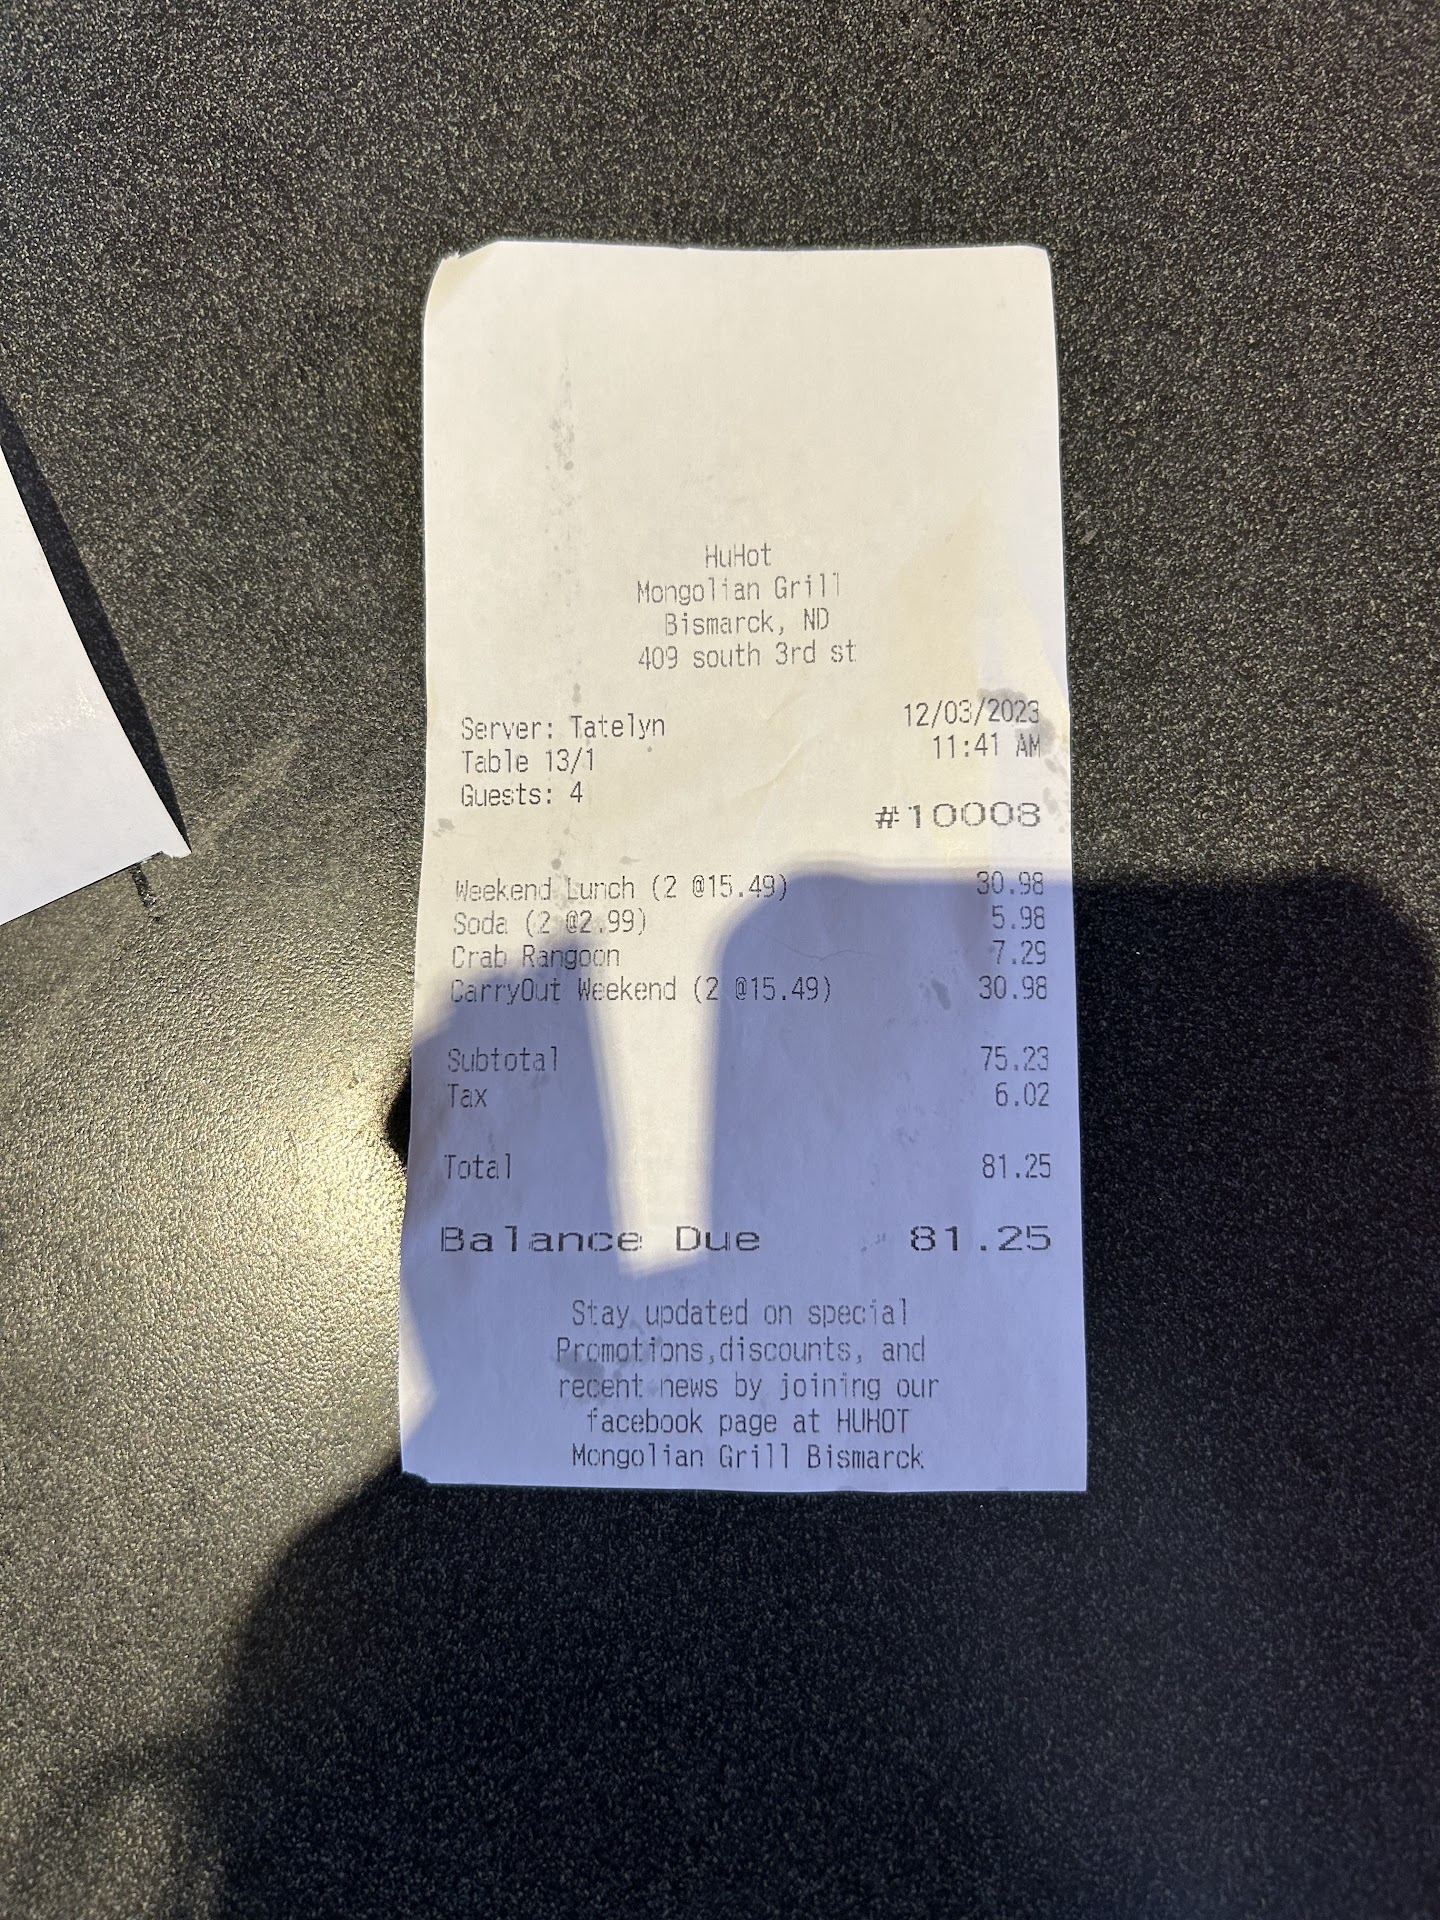 HuHot
Mongolian Grill
Bismarck, ND
409 south 3rd st
Server: Tatelyn 12/03/2023
Table 13/1 11:41 AM
Guests: 4
#10008
Weekend Lunch (2 @15.49) 30.98
Soda (2 @2.99) 5.98
Crab Rangoon 7.29
CarryOut Weekend (2 @15.49) 30.98
Subtotal 75.23
Tax 6.02
Total 81.25
Balance Due 81.25
Stay updated on special
Promotions,discounts, and
recent news by joining our
facebook page at HUHOT
Mongolian Grill Bismarck